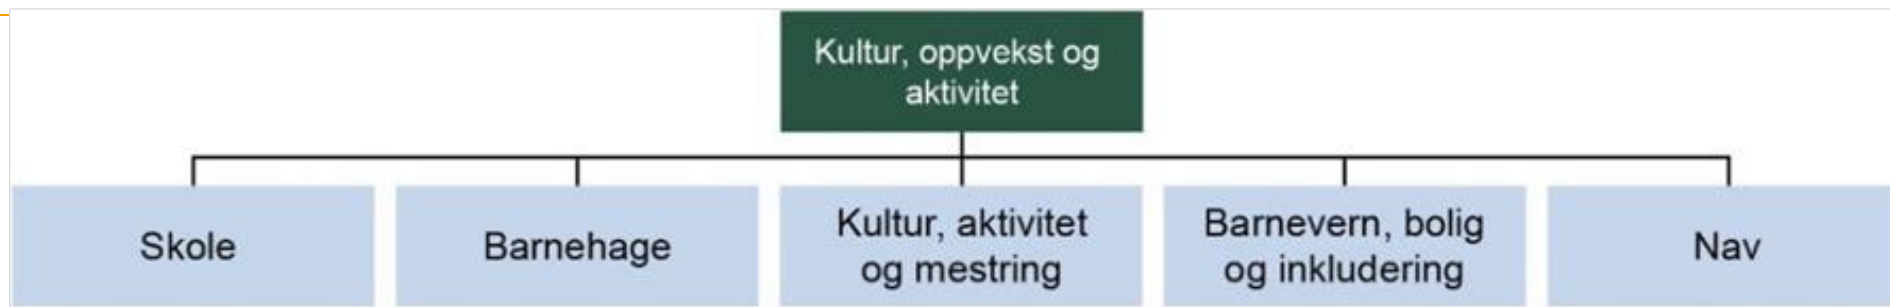 Kultur, oppvekst og
aktivitet
Skole
Barnehage
Kultur, aktivitet
og mestring
Barnevern, bolig
og inkludering
Nav